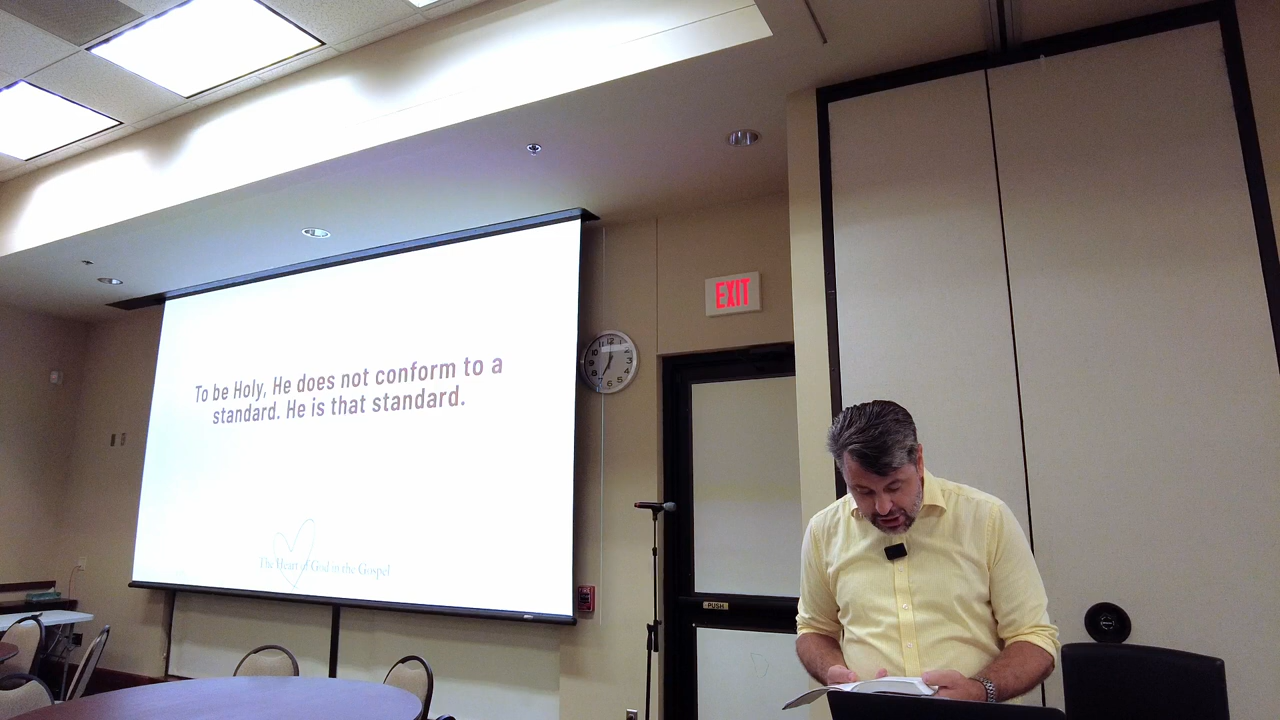 To be Holy, He does not conform to a
standard. He is that standard.
The Heart of God in the Gospel
EXIT
PUSH